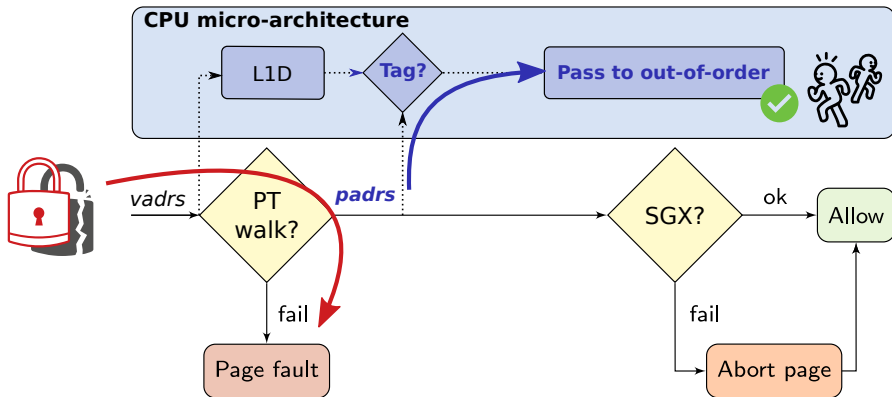 CPU micro-architecture
L1D
Tag?
Pass to out-of-order
vadrs
PT
walk?
padrs
SGX?
ok
Allow
fail
fail
Page fault
Abort page